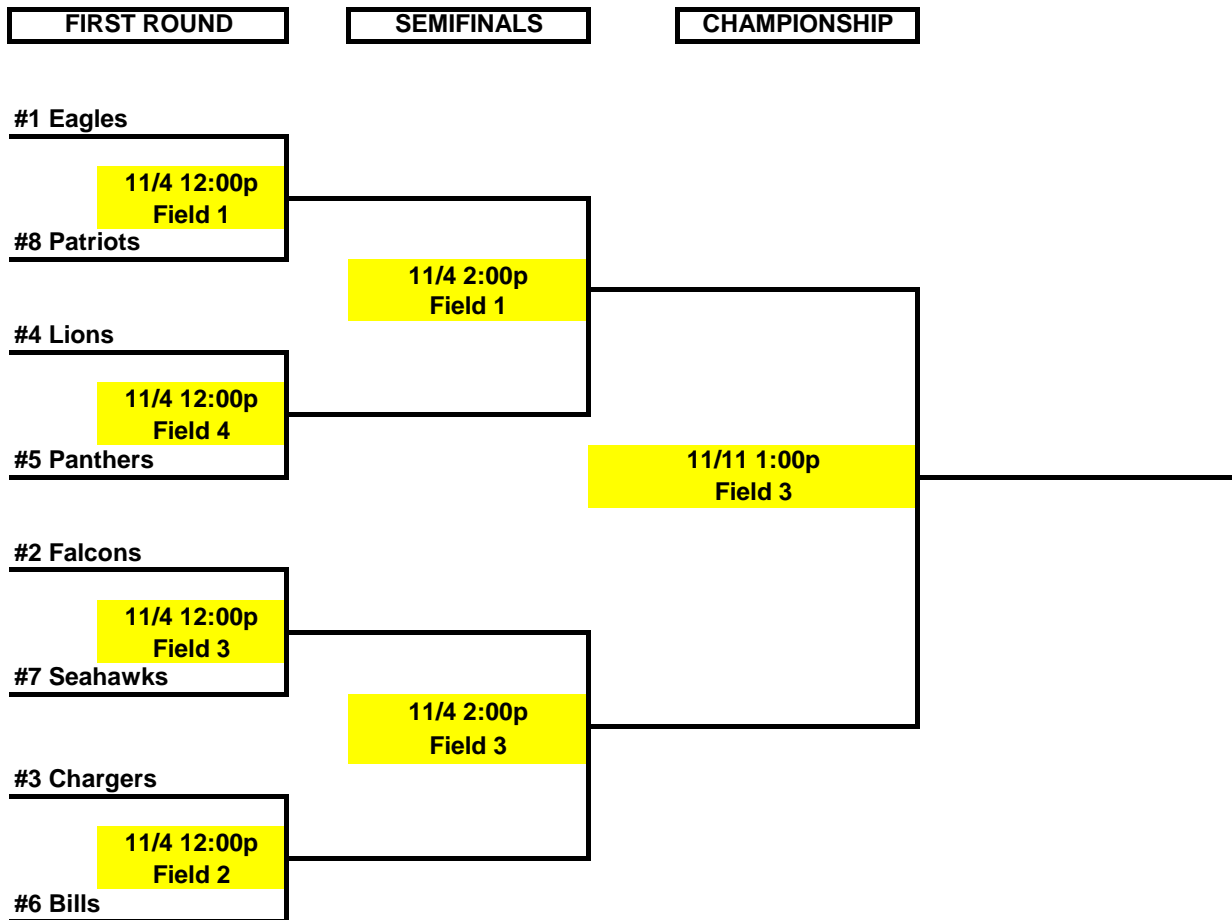 FIRST ROUND
SEMIFINALS
CHAMPIONSHIP
#1 Eagles
11/4 12:00p
Field 1
#8 Patriots
11/4 2:00p
Field 1
#4 Lions
11/4 12:00p
Field 4
#5 Panthers
11/11 1:00p
Field 3
#2 Falcons
11/4 12:00p
Field 3
#7 Seahawks
11/4 2:00p
Field 3
#3 Chargers
11/4 12:00p
Field 2
#6 Bills